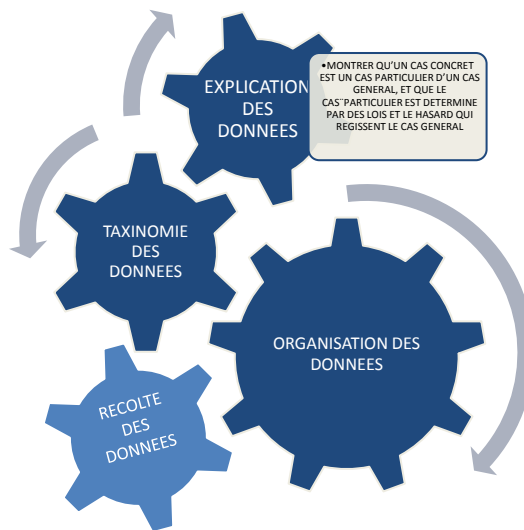 EXPLICATION
DES
DONNEES
•MONTRER QU'UN CAS CONCRET
EST UN CAS PARTICULIER D'UN CAS
GENERAL, ET QUE LE
CAS¨PARTICULIER EST DETERMINE
PAR DES LOIS ET LE HASARD QUI
REGISSENT LE CAS GENERAL
TAXINOMIE
DES
DONNEES
ORGANISATION DES
DONNEES
RECOLTE
DES
DONNEES